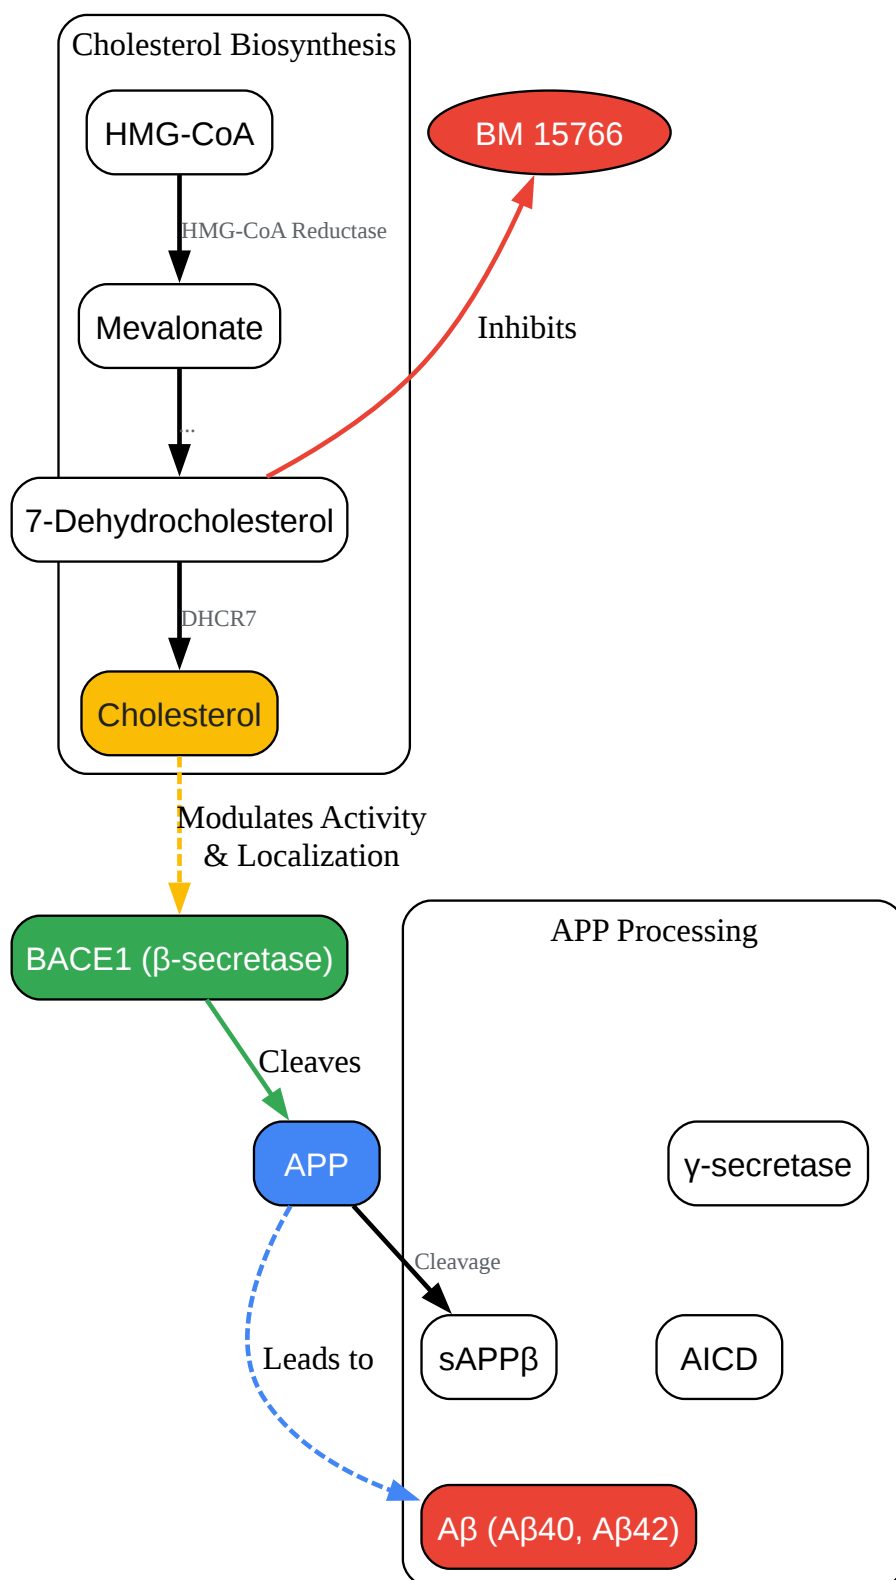 Cholesterol Biosynthesis
HMG-CoA
BM 15766
HMG-CoA Reductase
Mevalonate
Inhibits
...
7-Dehydrocholesterol
DHCR7
Cholesterol
Modulates Activity
& Localization
APP Processing
BACE1 (β-secretase)
Cleaves
APP
γ-secretase
Cleavage
Leads to
sAPPβ
AICD
Aβ (Aβ40, Aβ42)